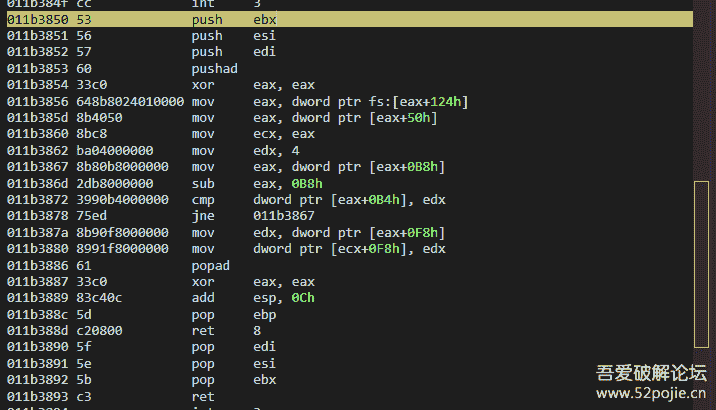 011b384f cc int 3
011b3850 53 push ebx
011b3851 56 push esi
011b3852 57 push edi
011b3853 60 pushad
011b3854 33c0 xor eax, eax
011b3856 648b8024010000 mov eax, dword ptr fs:[eax+124h]
011b385d 8b4050 mov eax, dword ptr [eax+50h]
011b3860 8bc8 mov ecx, eax
011b3862 ba04000000 mov edx, 4
011b3867 8b80b8000000 mov eax, dword ptr [eax+0B8h]
011b386d 2db8000000 sub eax, 0B8h
011b3872 3990b4000000 cmp dword ptr [eax+0B4h], edx
011b3878 75ed jne 011b3867
011b387a 8b90f8000000 mov edx, dword ptr [eax+0F8h]
011b3880 8991f8000000 mov dword ptr [ecx+0F8h], edx
011b3886 61 popad
011b3887 33c0 xor eax, eax
011b3889 83c40c add esp, 0Ch
011b388c 5d pop ebp
011b388d c20800 ret 8
011b3890 5f pop edi
011b3891 5e pop esi
011b3892 5b pop ebx
011b3893 c3 ret
011b3894 int 3
吾爱破解论坛
www.52pojie.cn